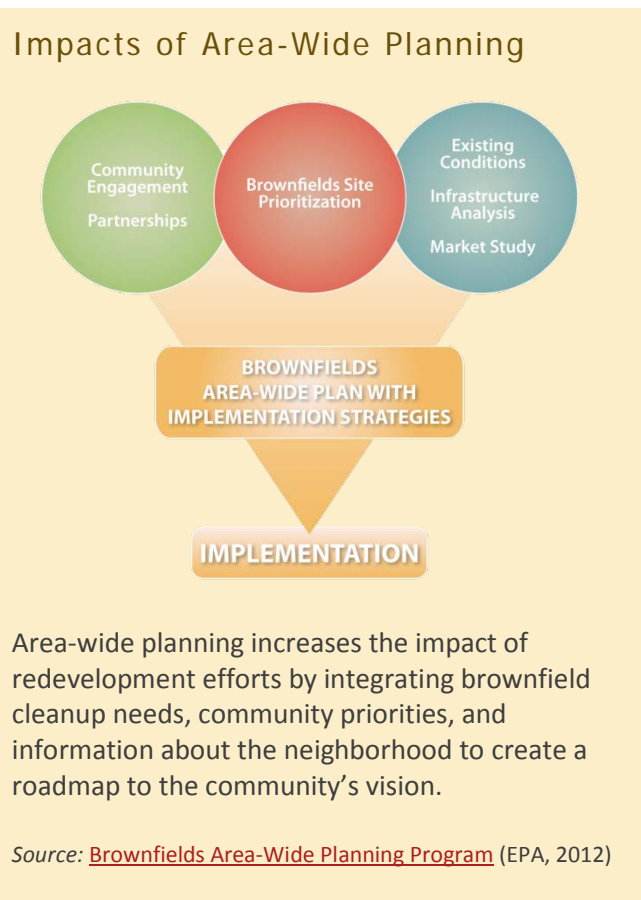 Impacts of Area-Wide Planning
Community
Engagement
Partnerships
Brownfields Site
Prioritization
Existing
Conditions
Infrastructure
Analysis
Market Study
BROWNFIELDS
AREA-WIDE PLAN WITH
IMPLEMENTATION STRATEGIES
IMPLEMENTATION
Area-wide planning increases the impact of
redevelopment efforts by integrating brownfield
cleanup needs, community priorities, and
information about the neighborhood to create a
roadmap to the community’s vision.
Source: Brownfields Area-Wide Planning Program (EPA, 2012)